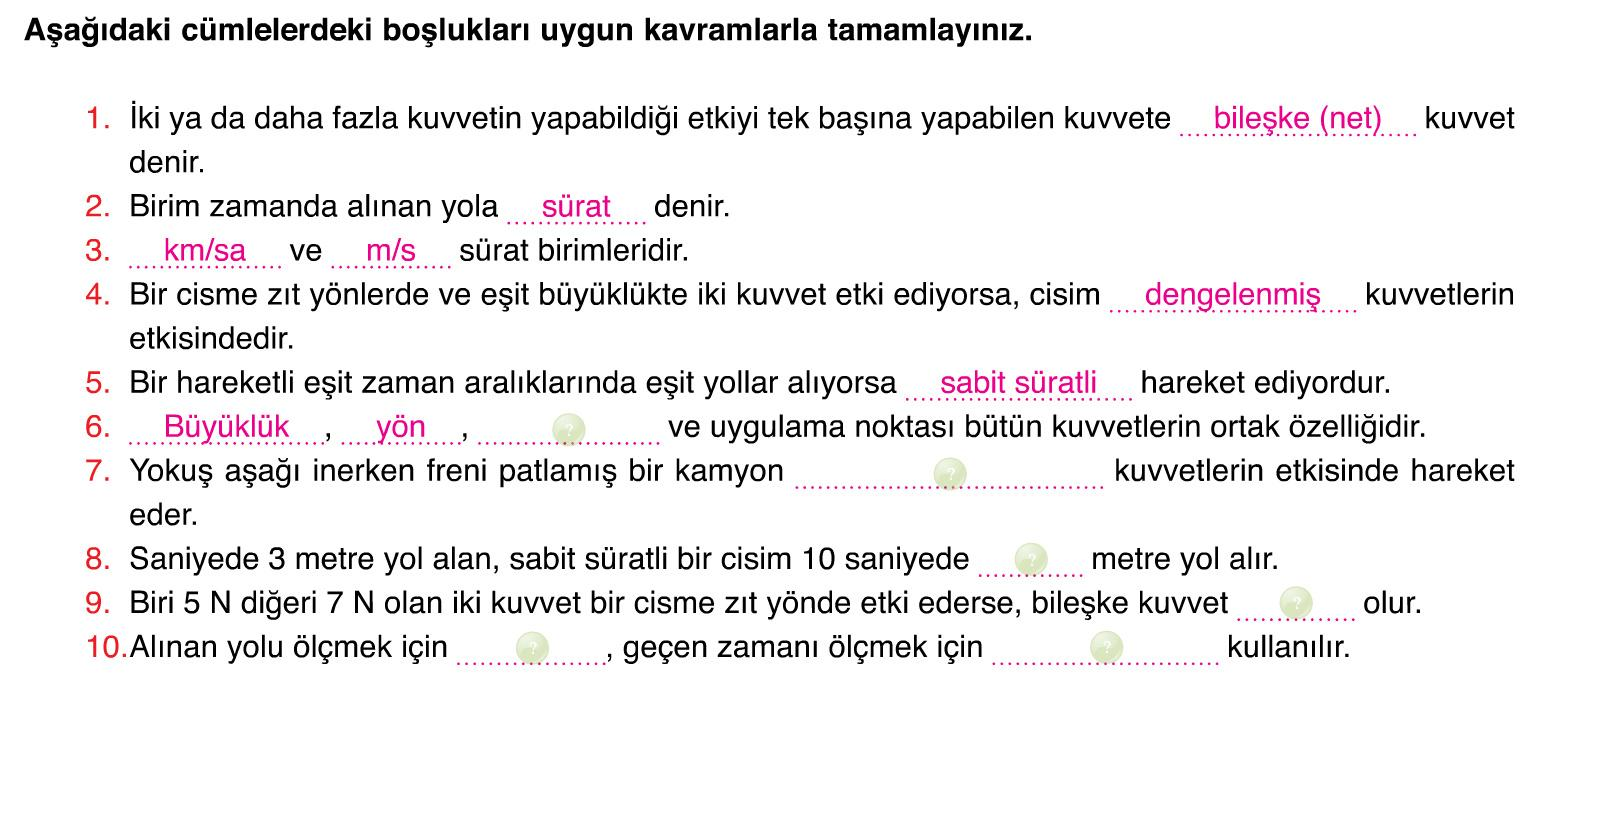 Aşağıdaki cümlelerdeki boşlukları uygun kavramlarla tamamlayınız.
1. İki ya da daha fazla kuvvetin yapabildiği etkiyi tek başına yapabilen kuvvete bileşke (net) kuvvet
denir.
2. Birim zamanda alınan yola sürat denir.
3. km/sa ve m/s sürat birimleridir.
4. Bir cisme zıt yönlerde ve eşit büyüklükte iki kuvvet etki ediyorsa, cisim dengelenmiş kuvvetlerin
etkisindedir.
5. Bir hareketli eşit zaman aralıklarında eşit yollar alıyorsa sabit süratli hareket ediyordur.
6. Büyüklük, yön, ? ve uygulama noktası bütün kuvvetlerin ortak özelliğidir.
7. Yokuş aşağı inerken freni patlamış bir kamyon ? kuvvetlerin etkisinde hareket
eder.
8. Saniyede 3 metre yol alan, sabit süratli bir cisim 10 saniyede ? metre yol alır.
9. Biri 5 N diğeri 7 N olan iki kuvvet bir cisme zıt yönde etki ederse, bileşke kuvvet ? olur.
10.Alınan yolu ölçmek için ?, geçen zamanı ölçmek için ? kullanılır.